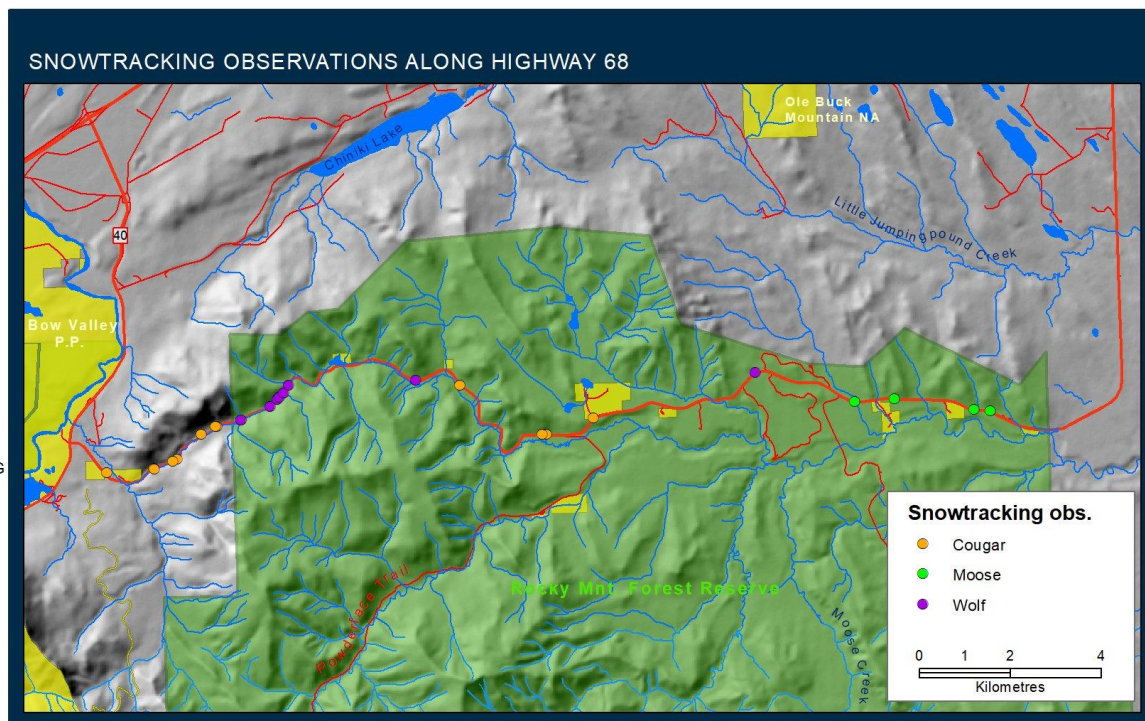 SNOWTRACKING OBSERVATIONS ALONG HIGHWAY 68
Ole Buck
Mountain NA
Chiniki Lake
Little Jumpingpound Creek
40
Bow Valley
P.P.
G
Snowtracking obs.
Cougar
Moose
Wolf
Rocky Mnt. Forest Reserve
Powderface Trail
Moose Creek
0 1 2 4
Kilometres